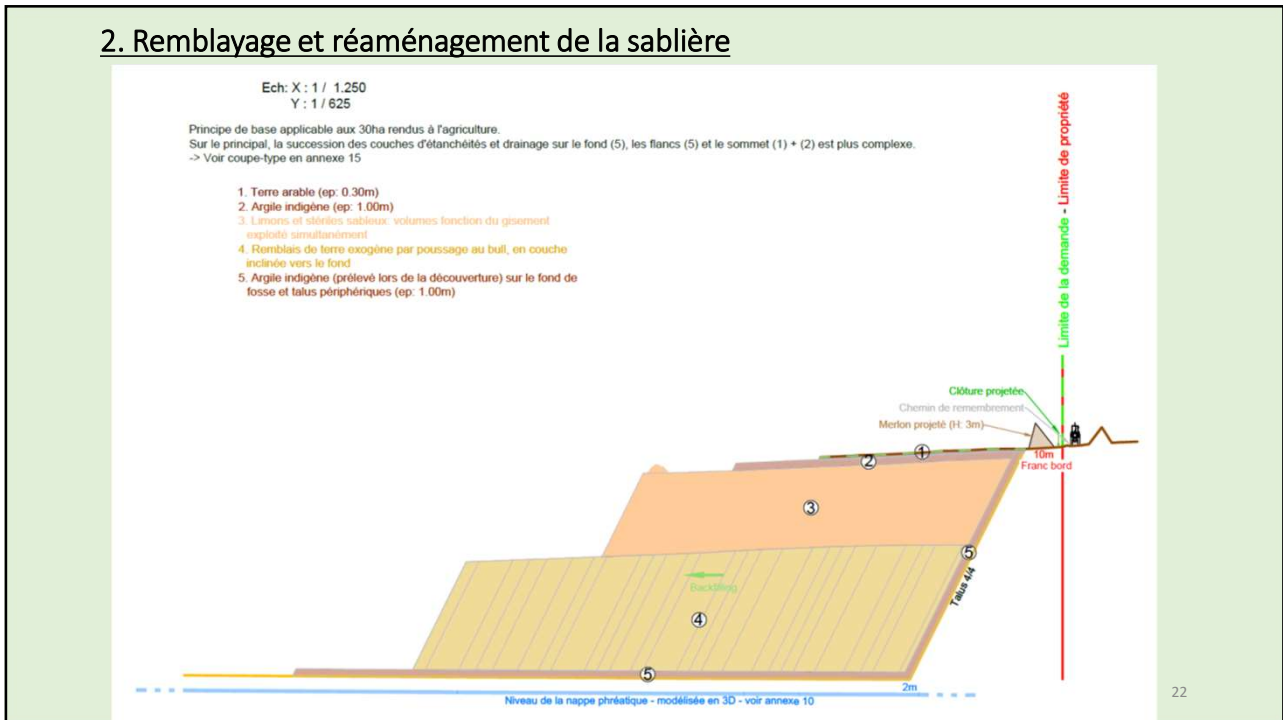 2. Remblayage et réaménagement de la sablière
Ech: X : 1 / 1.250
Y : 1 / 625
Principe de base applicable aux 30ha rendus à l'agriculture.
Sur le principal, la succession des couches d'étanchéités et drainage sur le fond (5), les flancs (5) et le sommet (1) + (2) est plus complexe.
-> Voir coupe-type en annexe 15
1. Terre arable (ep: 0.30m)
2. Argile indigène (ep: 1.00m)
3. Limons et stériles sableux: volumes fonction du gisement
exploité simultanément
4. Remblais de terre exogène par poussage au bull, en couche
inclinée vers le fond
5. Argile indigène (prélevé lors de la découverture) sur le fond de
fosse et talus périphériques (ep: 1.00m)
Limite de la demande - Limite de propriété
Clôture projetée
Chemin de remembrement
Merlon projeté (H: 3m)
10m
Franc bord
1
2
3
5
Talus 4/4
Backfilling
4
5
2m
Niveau de la nappe phréatique - modélisée en 3D - voir annexe 10
22